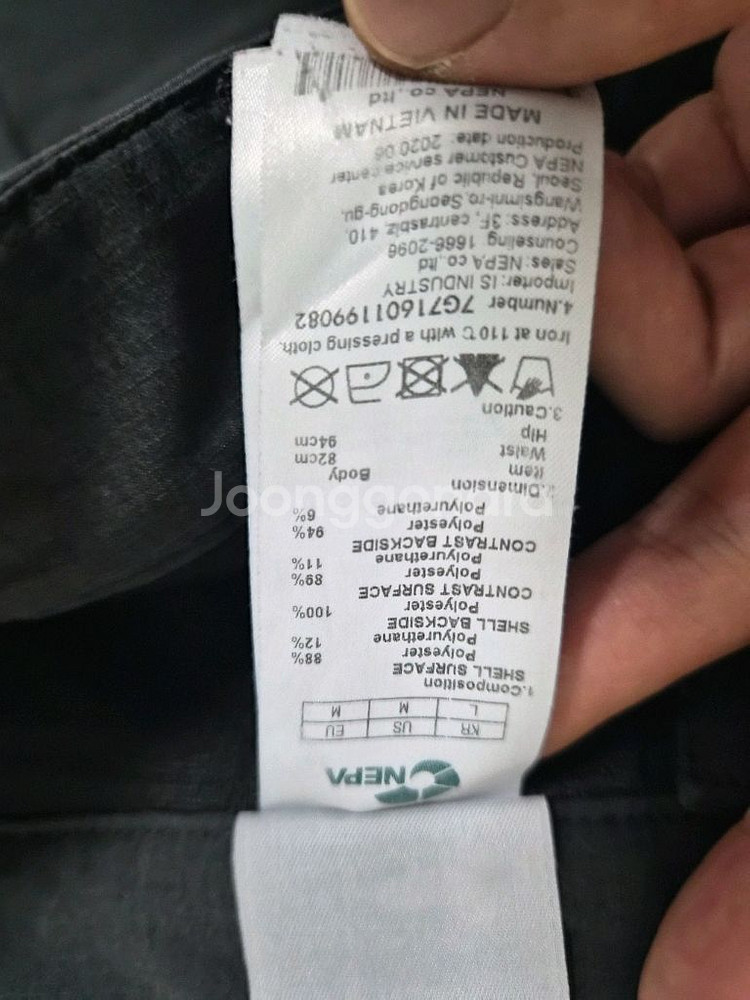 NEPA
KR US EU
L M M
1.Composition
SHELL SURFACE
Polyester 88%
Polyurethane 12%
SHELL BACKSIDE
Polyester 100%
CONTRAST SURFACE
Polyester 89%
Polyurethane 11%
CONTRAST BACKSIDE
Polyester 94%
Polyurethane 6%
2.Dimension
Item Body
Waist 82cm
Hip 94cm
3.Caution
Iron at 110℃ with a pressing cloth.
4.Number 7G71601199082
Importer: IS INDUSTRY
Sales: NEPA co.,ltd
Counseling 1666-2096
Address: 3F, centrasbiz, 410,
Wangsimni-ro, Seongdong-gu,
Seoul, Republic of Korea
NEPA Customer service center
Production date: 2020.06
MADE IN VIETNAM
NEPA co.,ltd
Joonggonara